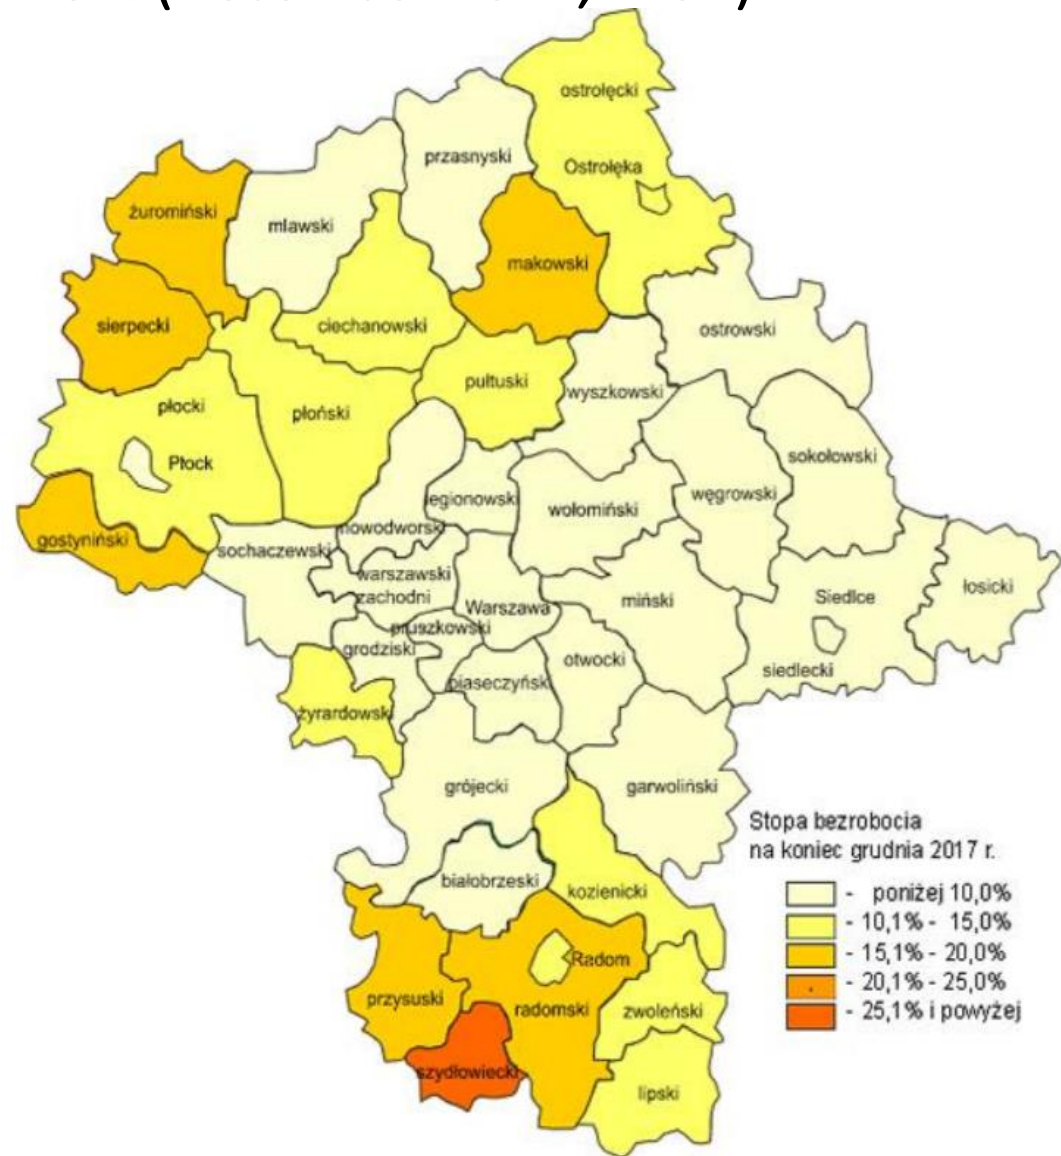 ostrołęcki
Ostrołęka
przasnyski
żuromiński
mlawski
makowski
sierpecki
ciechanowski
ostrowski
pułtuski
wyszkowski
płocki
płoński
Płock
sokołowski
węgrowski
legionowski
wołomiński
nowodworski
gostyniński
sochaczewski
warszawski
zachodni
Warszawa
miński
Siedlce
łosicki
pruszkowski
grodziski
otwocki
siedlecki
piaseczyński
żyrardowski
grójecki
garwoliński
Stopa bezrobocia
na koniec grudnia 2017 r.
białobrzeski
kozienicki
- poniżej 10,0%
- 10,1% - 15,0%
- 15,1% - 20,0%
- 20,1% - 25,0%
- 25,1% i powyżej
Radom
przysuski
radomski
zwoleński
szydłowiecki
lipski